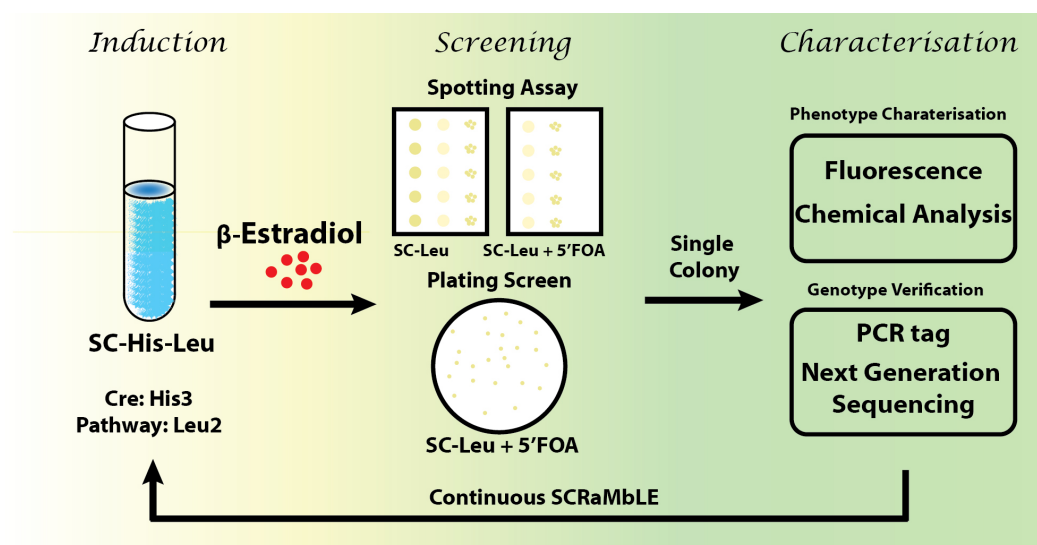 Induction
Screening
Characterisation
Spotting Assay
SC-Leu
SC-Leu + 5'FOA
Plating Screen
SC-Leu + 5'FOA
β-Estradiol
SC-His-Leu
Cre: His3
Pathway: Leu2
Single
Colony
Phenotype Charaterisation
Fluorescence
Chemical Analysis
Genotype Verification
PCR tag
Next Generation
Sequencing
Continuous SCRaMbLE